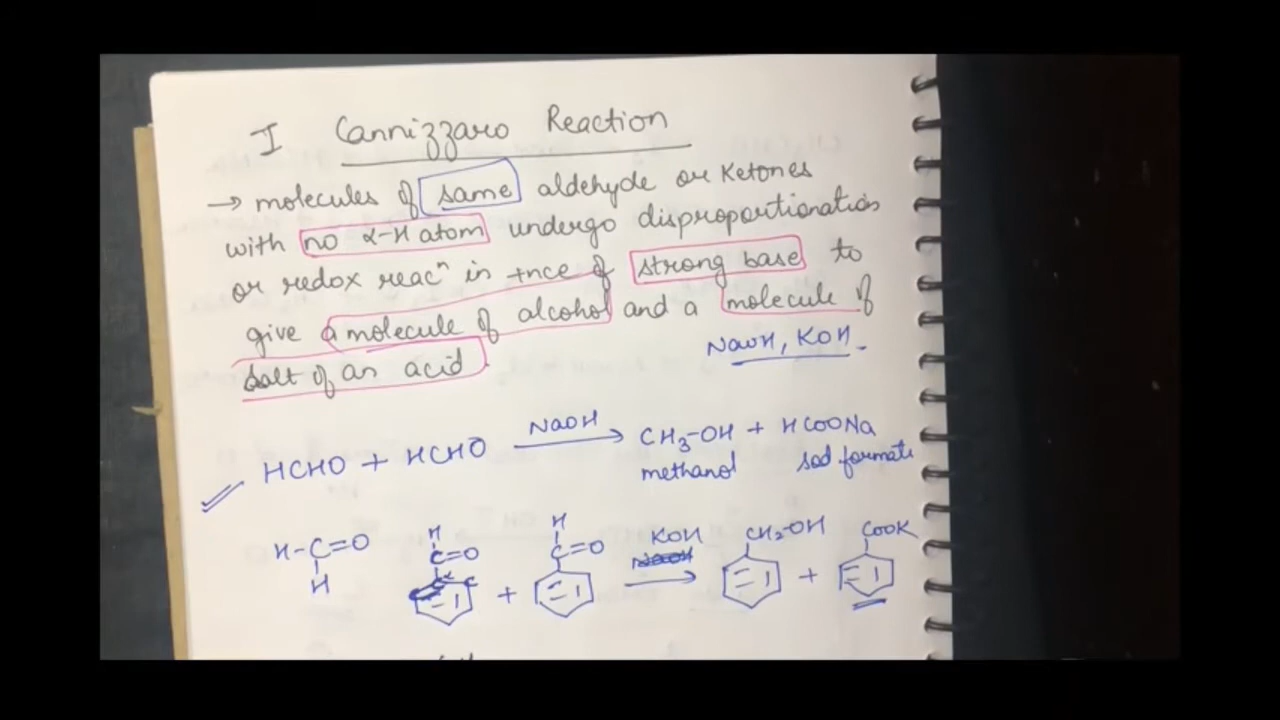 I Cannizzaro Reaction
→ molecules of same aldehyde or Ketones
with no α-H atom undergo disproportionation
or redox reacⁿ in +nce of strong base to
give a molecule of alcohol and a molecule of
salt of an acid
NaOH, KOH
HCHO + HCHO NaOH → CH₃-OH + HCOONa
methanol sod formate
H H KOH CH₂-OH COOK
H-C=O C=O + C=O NaOH → +
H